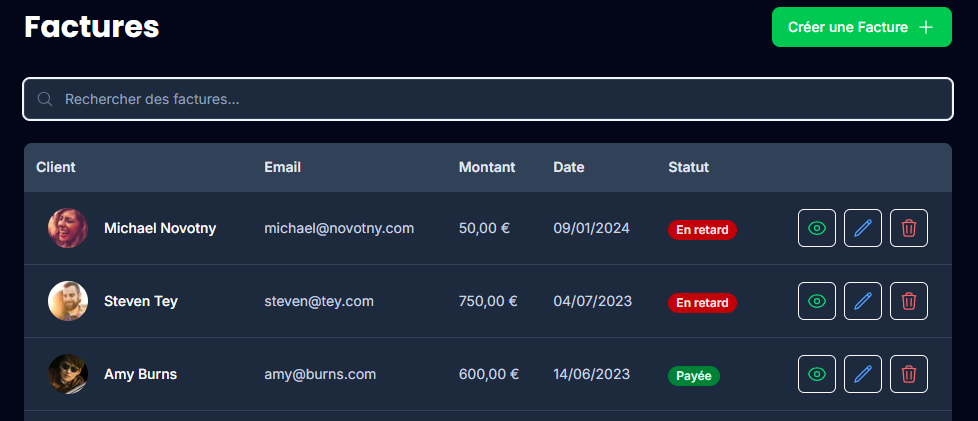 Factures
Créer une Facture
Rechercher des factures...
Client Email Montant Date Statut
Michael Novotny michael@novotny.com 50,00 € 09/01/2024 En retard
Steven Tey steven@tey.com 750,00 € 04/07/2023 En retard
Amy Burns amy@burns.com 600,00 € 14/06/2023 Payée